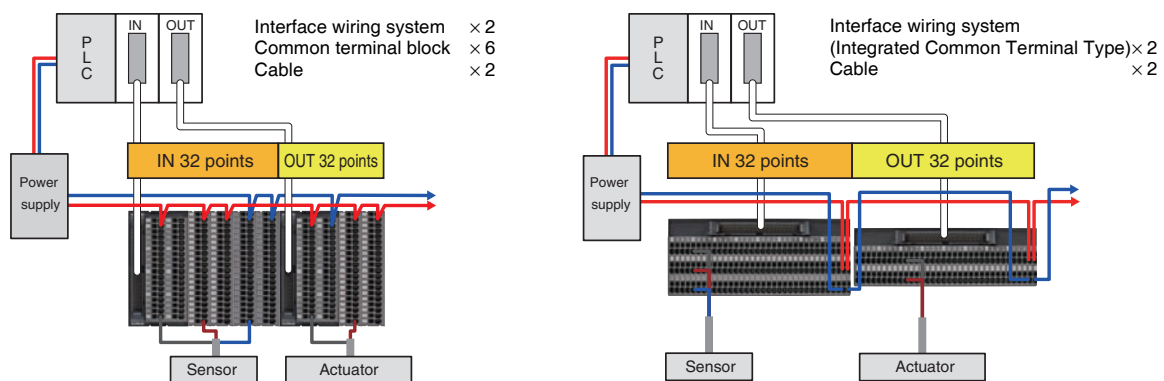 PLC
IN
OUT
Interface wiring system ×2
Common terminal block ×6
Cable ×2
IN 32 points
OUT 32 points
Power
supply
Sensor
Actuator
PLC
IN
OUT
Interface wiring system
(Integrated Common Terminal Type)×2
Cable ×2
IN 32 points
OUT 32 points
Power
supply
Sensor
Actuator